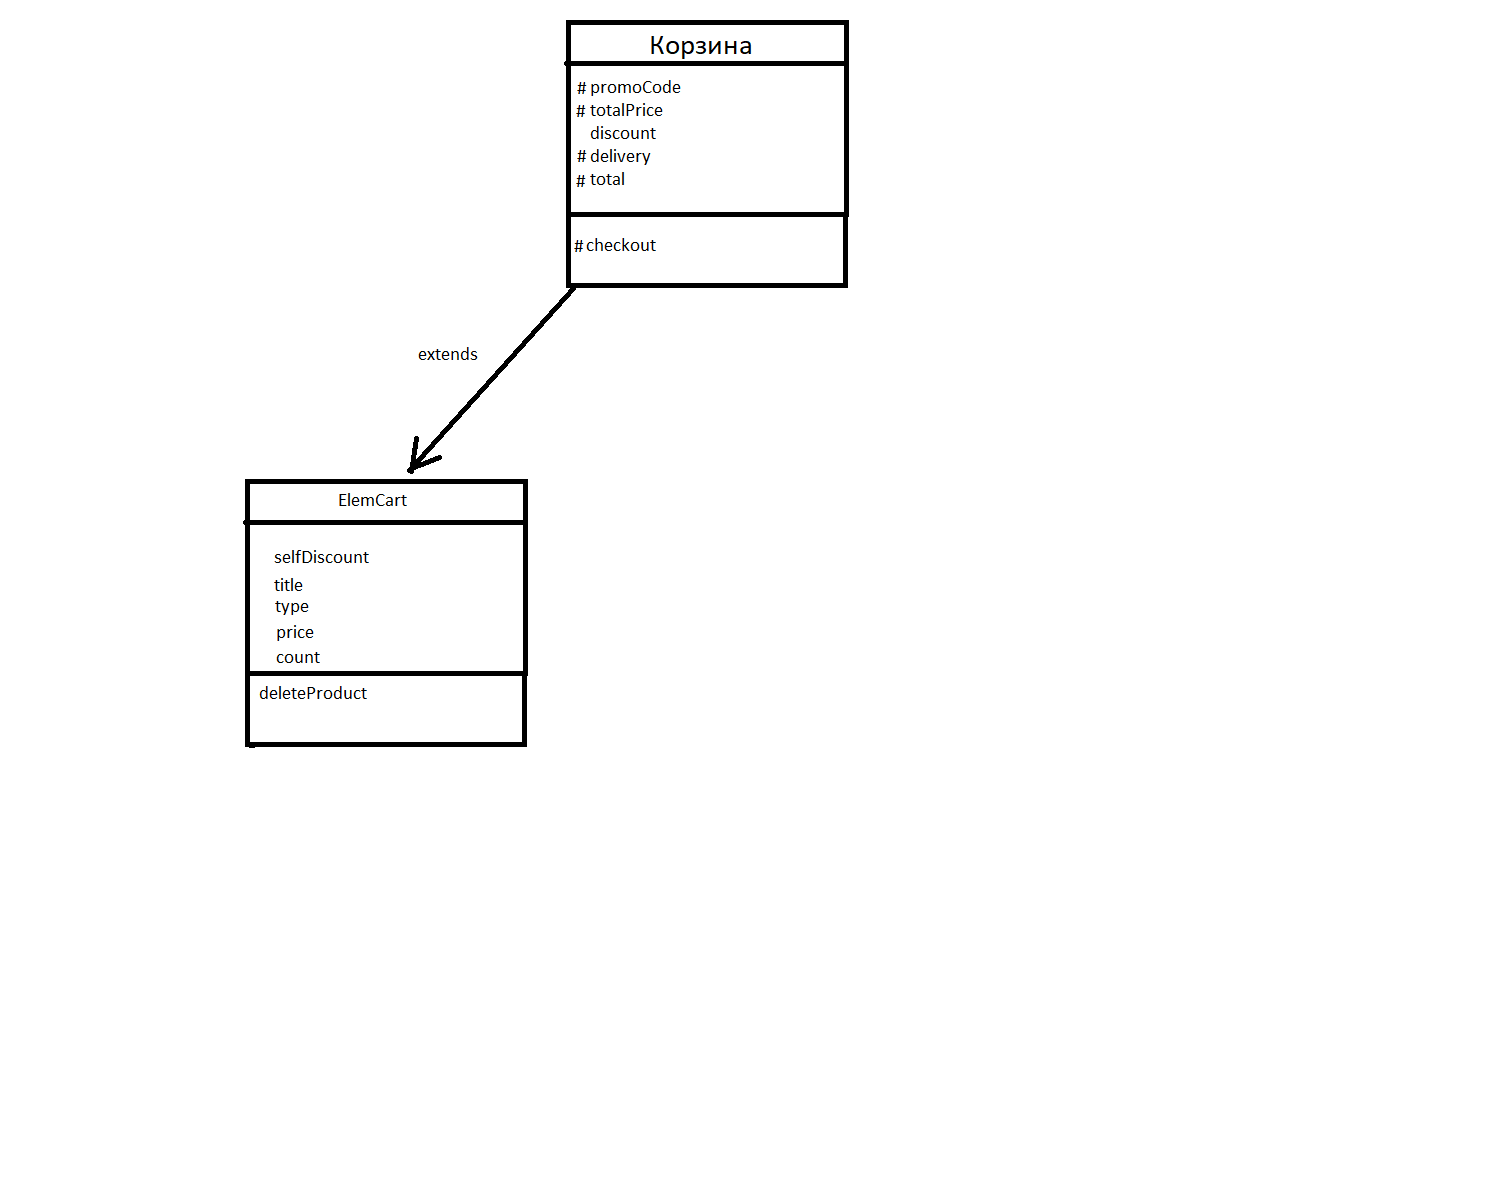 Корзина
# promoCode
# totalPrice
discount
# delivery
# total
# checkout
extends
ElemCart
selfDiscount
title
type
price
count
deleteProduct